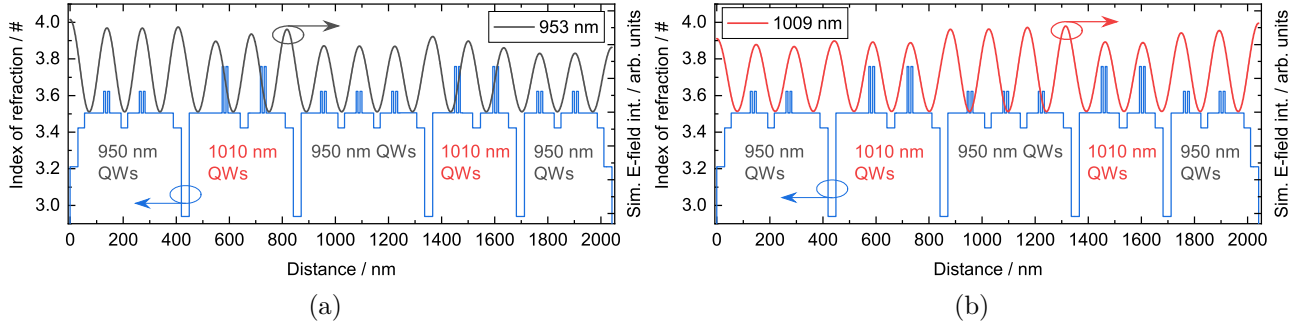 Index of refraction / #
4.0
3.8
3.6
3.4
3.2
3.0
953 nm
950 nm
QWs
1010 nm
QWs
950 nm QWs
1010 nm
QWs
950 nm
QWs
0 200 400 600 800 1000 1200 1400 1600 1800 2000
Distance / nm
Sim. E-field int. / arb. units
(a)
Index of refraction / #
4.0
3.8
3.6
3.4
3.2
3.0
1009 nm
950 nm
QWs
1010 nm
QWs
950 nm QWs
1010 nm
QWs
950 nm
QWs
0 200 400 600 800 1000 1200 1400 1600 1800 2000
Distance / nm
Sim. E-field int. / arb. units
(b)